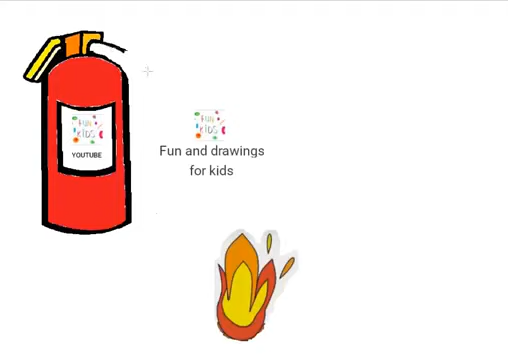 FUN
KIDS
YOUTUBE
FUN
KIDS
Fun and drawings
for kids